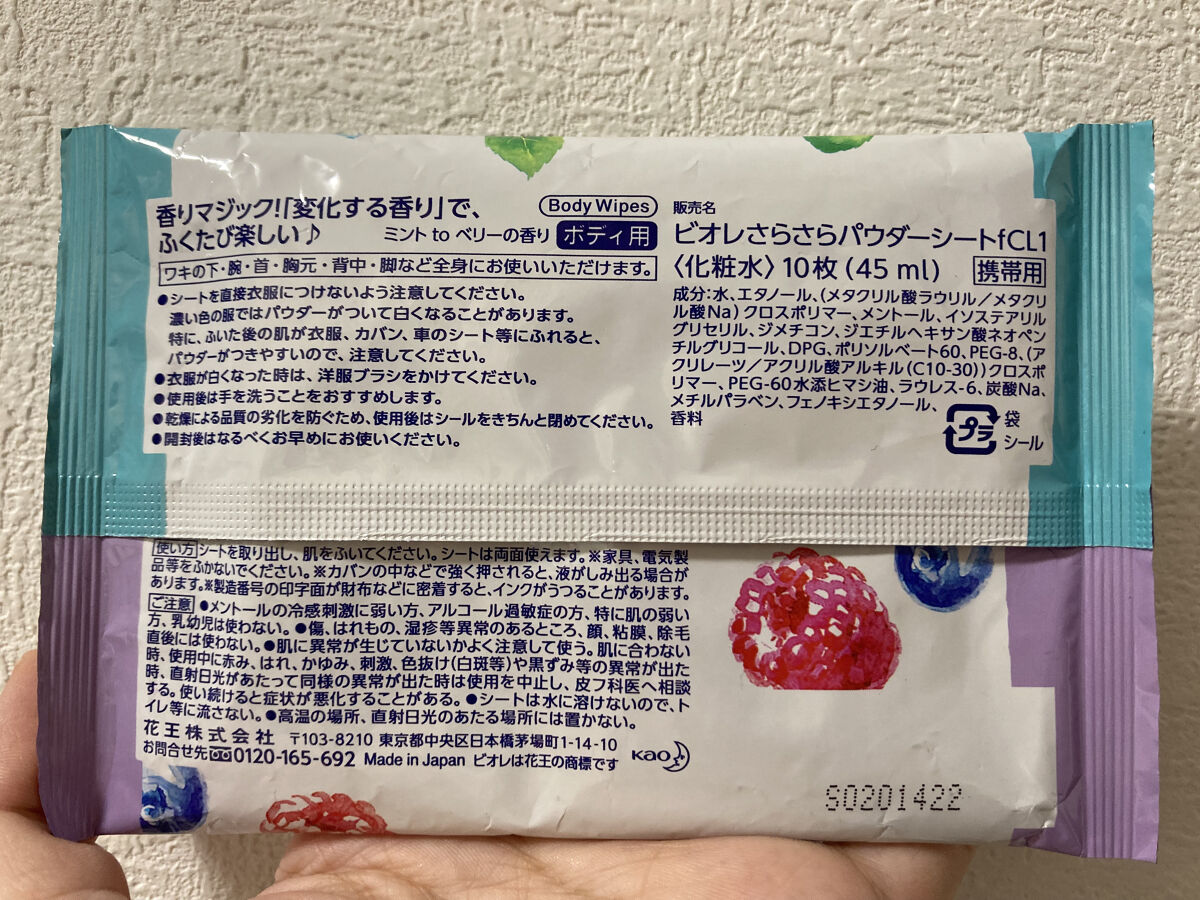 香りマジック!「変化する香り」で、
ふくたび楽しい♪ ミント to ベリーの香り
Body Wipes
ボディ用
ワキの下・腕・首・胸元・背中・脚など全身にお使いいただけます。
●シートを直接衣服につけないよう注意してください。
濃い色の服ではパウダーがついて白くなることがあります。
特に、ふいた後の肌が衣服、カバン、車のシート等にふれると、
パウダーがつきやすいので、注意してください。
●衣服が白くなった時は、洋服ブラシをかけてください。
●使用後は手を洗うことをおすすめします。
●乾燥による品質の劣化を防ぐため、使用後はシールをきちんと閉めてください。
●開封後はなるべくお早めにお使いください。
販売名
ビオレさらさらパウダーシートfCL1
〈化粧水〉10枚(45 ml) 携帯用
成分:水、エタノール、(メタクリル酸ラウリル/メタクリ
ル酸Na)クロスポリマー、メントール、イソステアリル
グリセリル、ジメチコン、ジエチルヘキサン酸ネオペン
チルグリコール、DPG、ポリソルベート60、PEG-8、(ア
クリレーツ/アクリル酸アルキル(C10-30))クロスポ
リマー、PEG-60水添ヒマシ油、ラウレス-6、炭酸Na、
メチルパラベン、フェノキシエタノール、
香料
プラ
袋
シール
使い方 シートを取り出し、肌をふいてください。シートは両面使えます。※家具、電気製
品等をふかないでください。※カバンの中などで強く押されると、液がしみ出る場合が
あります。※製造番号の印字面が財布などに密着すると、インクがうつることがあります。
ご注意 ●メントールの冷感刺激に弱い方、アルコール過敏症の方、特に肌の弱い
方、乳幼児は使わない。●傷、はれもの、湿疹等異常のあるところ、顔、粘膜、除毛
直後には使わない。●肌に異常が生じていないかよく注意して使う。肌に合わない
時、使用中に赤み、はれ、かゆみ、刺激、色抜け(白斑等)や黒ずみ等の異常が出た
時、直射日光があたって同様の異常が出た時は使用を中止し、皮フ科医へ相談
する。使い続けると症状が悪化することがある。●シートは水に溶けないので、ト
イレ等に流さない。●高温の場所、直射日光のあたる場所には置かない。
花王株式会社 〒103-8210 東京都中央区日本橋茅場町1-14-10
お問合せ先 0120-165-692 Made in Japan ビオレは花王の商標です
Kao
S0201422